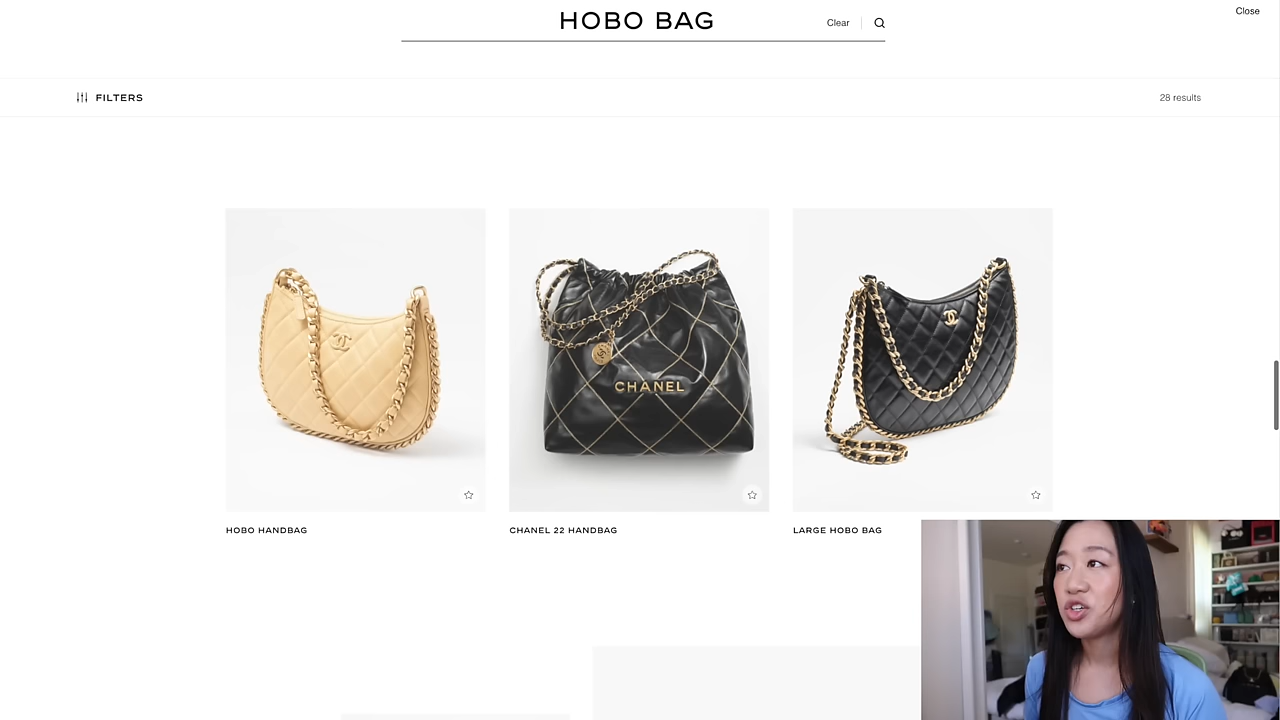 Close
HOBO BAG
Clear
FILTERS
28 results
CHANEL
HOBO HANDBAG
CHANEL 22 HANDBAG
LARGE HOBO BAG